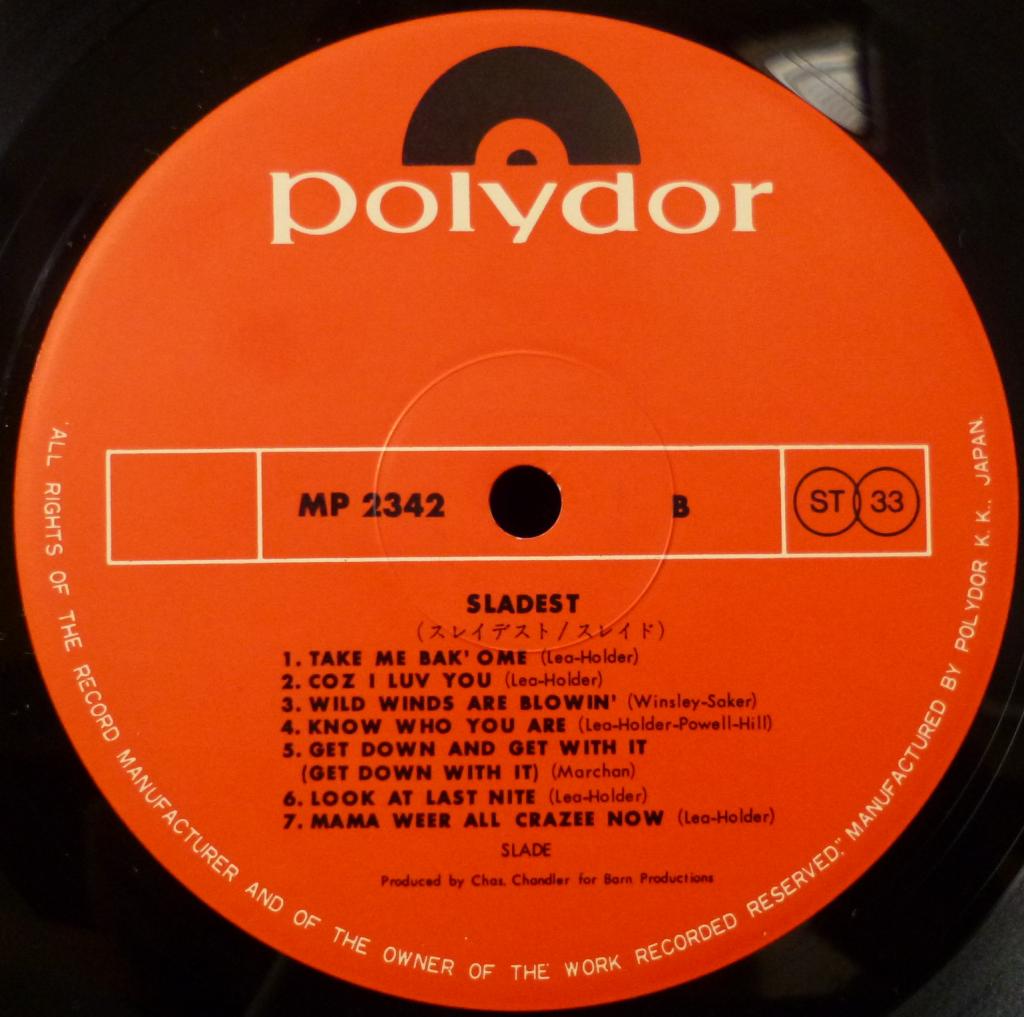 polydor
MP 2342 B ST 33
SLADEST
(スレイデスト/スレイド)
1. TAKE ME BAK' OME (Lea-Holder)
2. COZ I LUV YOU (Lea-Holder)
3. WILD WINDS ARE BLOWIN' (Winsley-Saker)
4. KNOW WHO YOU ARE (Lea-Holder-Powell-Hill)
5. GET DOWN AND GET WITH IT
(GET DOWN WITH IT) (Marchan)
6. LOOK AT LAST NITE (Lea-Holder)
7. MAMA WEER ALL CRAZEE NOW (Lea-Holder)
SLADE
Produced by Chas. Chandler for Barn Productions
"ALL RIGHTS OF THE RECORD MANUFACTURER AND OF THE OWNER OF THE WORK RECORDED RESERVED." MANUFACTURED BY POLYDOR K.K., JAPAN.